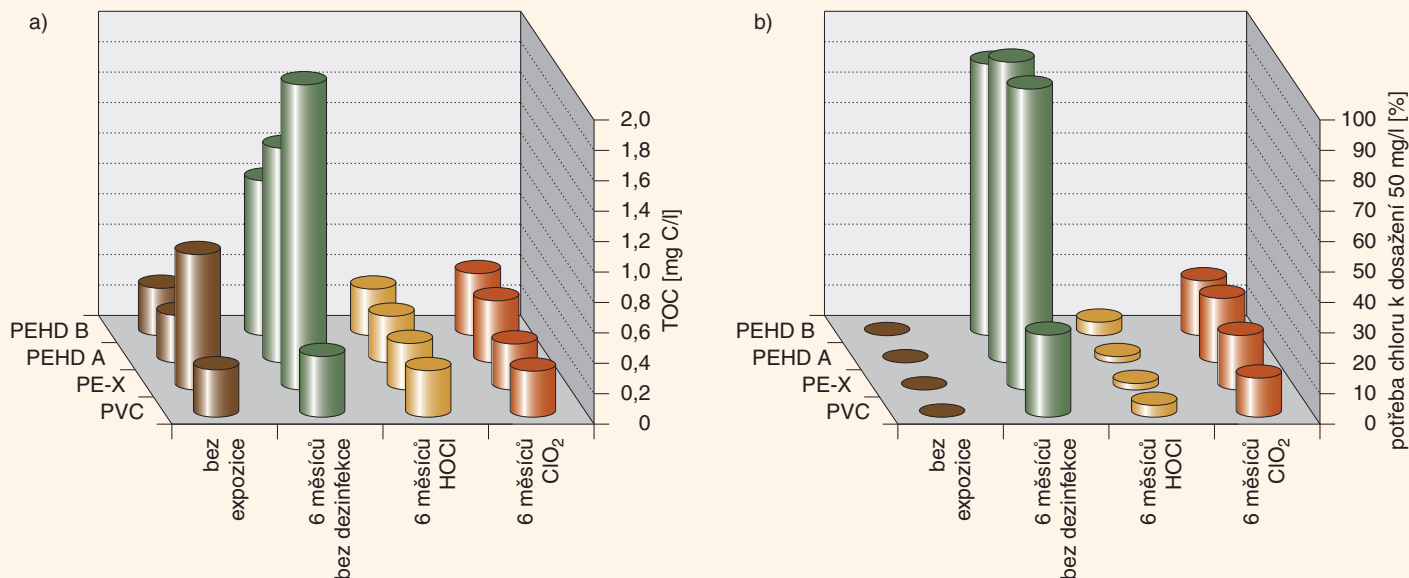 a)
2,0
1,8
1,6
1,4
1,2
1,0
0,8
0,6
0,4
0,2
0
TOC [mg C/l]
PEHD B
PEHD A
PE-X
PVC
bez
expozice
6 měsíců
bez dezinfekce
6 měsíců
HOCl
6 měsíců
ClO₂
b)
100
90
80
70
60
50
40
30
20
10
0
potřeba chloru k dosažení 50 mg/l [%]
PEHD B
PEHD A
PE-X
PVC
bez
expozice
6 měsíců
bez dezinfekce
6 měsíců
HOCl
6 měsíců
ClO₂